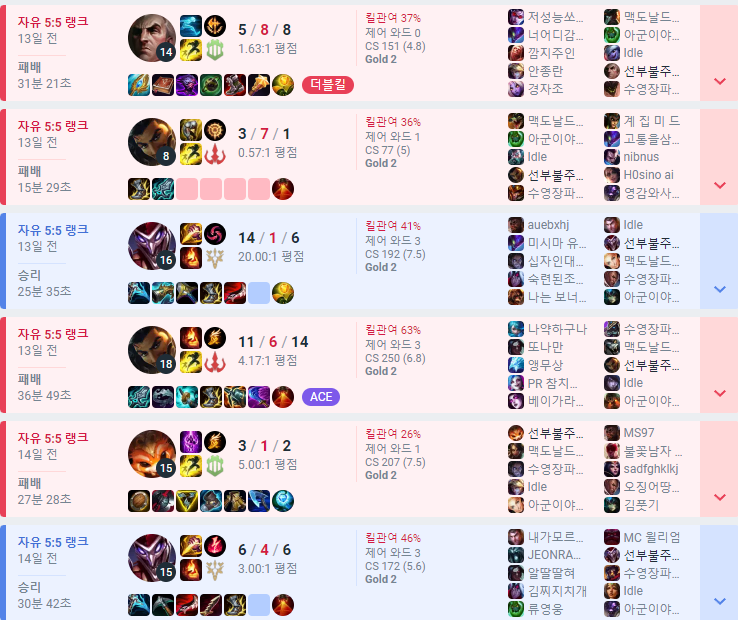 자유 5:5 랭크
13일 전
패배
31분 21초
14
5 / 8 / 8
1.63:1 평점
더블킬
킬관여 37%
제어 와드 0
CS 151 (4.8)
Gold 2
저성능쏘...
너어디감...
깜지주인
안종란
경자조
맥도날드...
아군이야...
Idle
선부불주...
수영장파...
자유 5:5 랭크
13일 전
패배
15분 29초
8
3 / 7 / 1
0.57:1 평점
킬관여 36%
제어 와드 1
CS 77 (5)
Gold 2
맥도날드...
아군이야...
Idle
선부불주...
수영장파...
계 집 미 드
고통을삼...
nibnus
H0sino ai
영감와사...
자유 5:5 랭크
13일 전
승리
25분 35초
16
14 / 1 / 6
20.00:1 평점
킬관여 41%
제어 와드 3
CS 192 (7.5)
Gold 2
auebxhj
미시마 유...
십자인대...
숙련된조...
나는 보너...
Idle
선부불주...
맥도날드...
수영장파...
아군이야...
자유 5:5 랭크
13일 전
패배
36분 49초
18
11 / 6 / 14
4.17:1 평점
ACE
킬관여 63%
제어 와드 3
CS 250 (6.8)
Gold 2
나약하구나
또나만
앵무상
PR 참치...
베이가라...
수영장파...
맥도날드...
선부불주...
Idle
아군이야...
자유 5:5 랭크
14일 전
패배
27분 28초
15
3 / 1 / 2
5.00:1 평점
킬관여 26%
제어 와드 1
CS 207 (7.5)
Gold 2
선부불주...
맥도날드...
수영장파...
Idle
아군이야...
MS97
불꽃남자 ...
sadfghklkj
오징어땅...
김풋기
자유 5:5 랭크
14일 전
승리
30분 42초
15
6 / 4 / 6
3.00:1 평점
킬관여 46%
제어 와드 3
CS 172 (5.6)
Gold 2
내가모르...
JEONRA...
알딸딸혀
김찌지치개
류영웅
MC 윌리엄
선부불주...
수영장파...
Idle
아군이야...